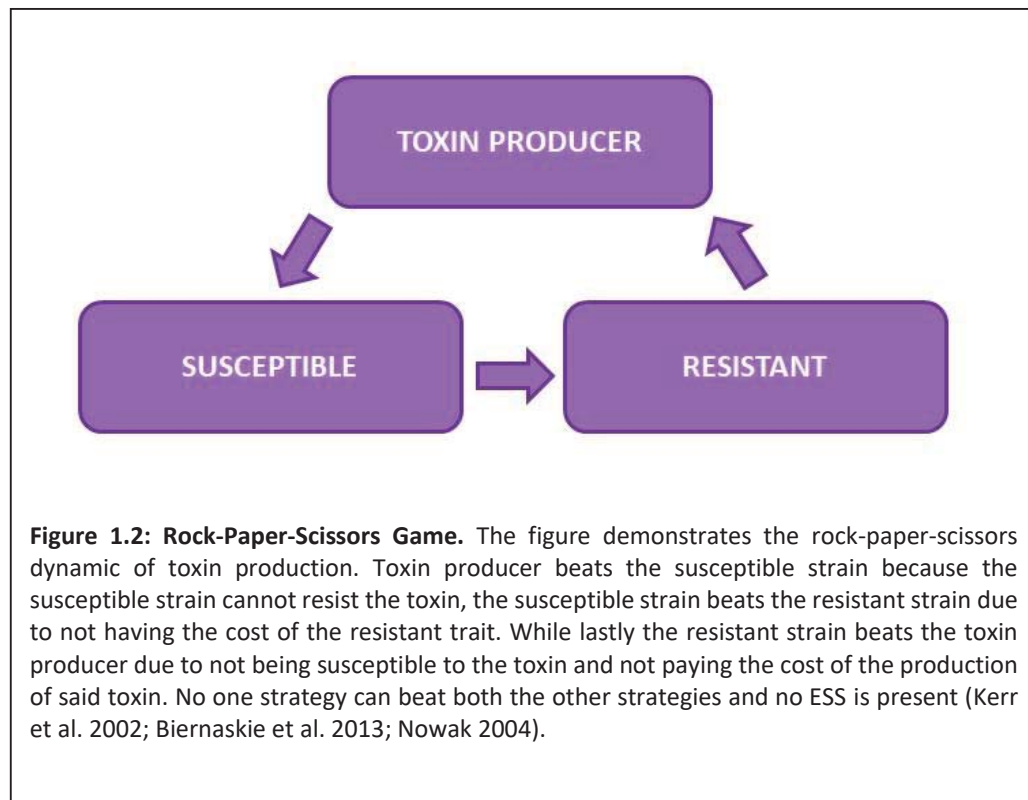 TOXIN PRODUCER
SUSCEPTIBLE
RESISTANT
Figure 1.2: Rock-Paper-Scissors Game. The figure demonstrates the rock-paper-scissors
dynamic of toxin production. Toxin producer beats the susceptible strain because the
susceptible strain cannot resist the toxin, the susceptible strain beats the resistant strain due
to not having the cost of the resistant trait. While lastly the resistant strain beats the toxin
producer due to not being susceptible to the toxin and not paying the cost of the production
of said toxin. No one strategy can beat both the other strategies and no ESS is present (Kerr
et al. 2002; Biernaskie et al. 2013; Nowak 2004).